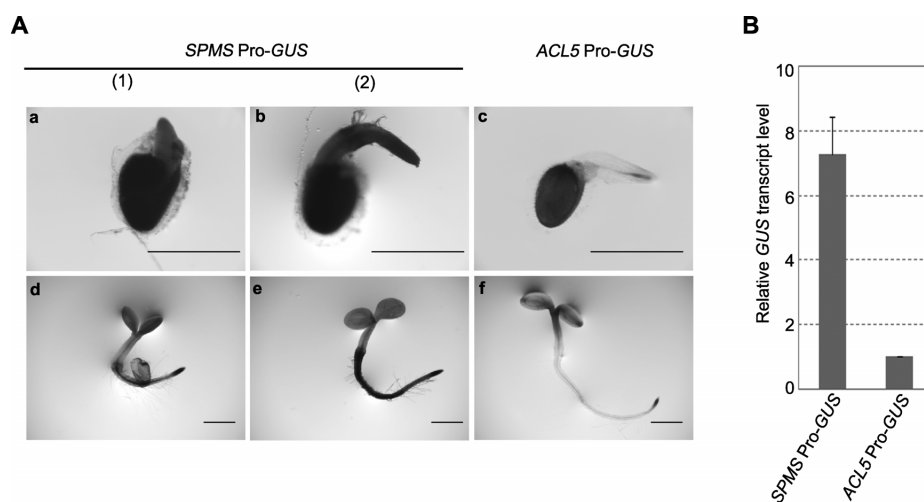 A
SPMS Pro-GUS
ACL5 Pro-GUS
(1)
(2)
a
b
c
d
e
f
B
Relative GUS transcript level
10
8
6
4
2
0
SPMS Pro-GUS
ACL5 Pro-GUS